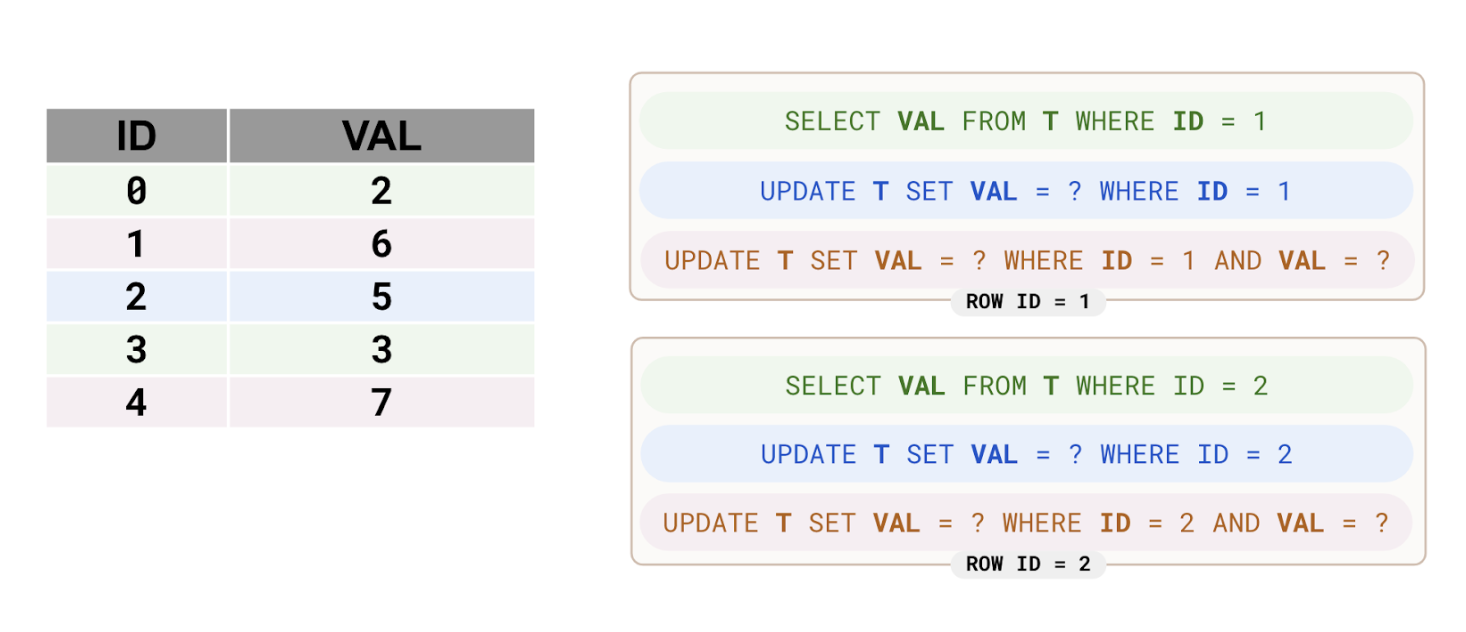 ID VAL
0 2
1 6
2 5
3 3
4 7
SELECT VAL FROM T WHERE ID = 1
UPDATE T SET VAL = ? WHERE ID = 1
UPDATE T SET VAL = ? WHERE ID = 1 AND VAL = ?
ROW ID = 1
SELECT VAL FROM T WHERE ID = 2
UPDATE T SET VAL = ? WHERE ID = 2
UPDATE T SET VAL = ? WHERE ID = 2 AND VAL = ?
ROW ID = 2